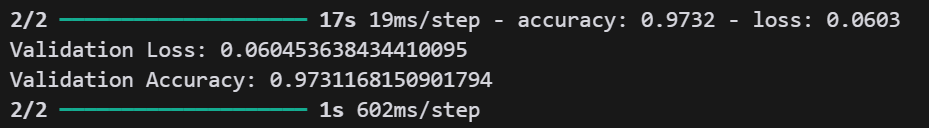 2/2 ━━━━━━━━━━━━━━━━━━━━ 17s 19ms/step - accuracy: 0.9732 - loss: 0.0603
Validation Loss: 0.060453638434410095
Validation Accuracy: 0.9731168150901794
2/2 ━━━━━━━━━━━━━━━━━━━━ 1s 602ms/step